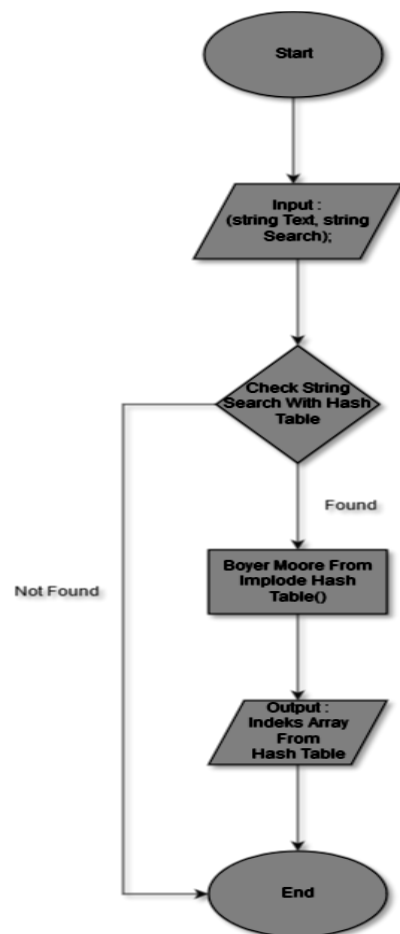 Start
Input :
(string Text, string
Search);
Check String
Search With Hash
Table
Found
Boyer Moore From
Implode Hash
Table()
Not Found
Output :
Indeks Array
From
Hash Table
End